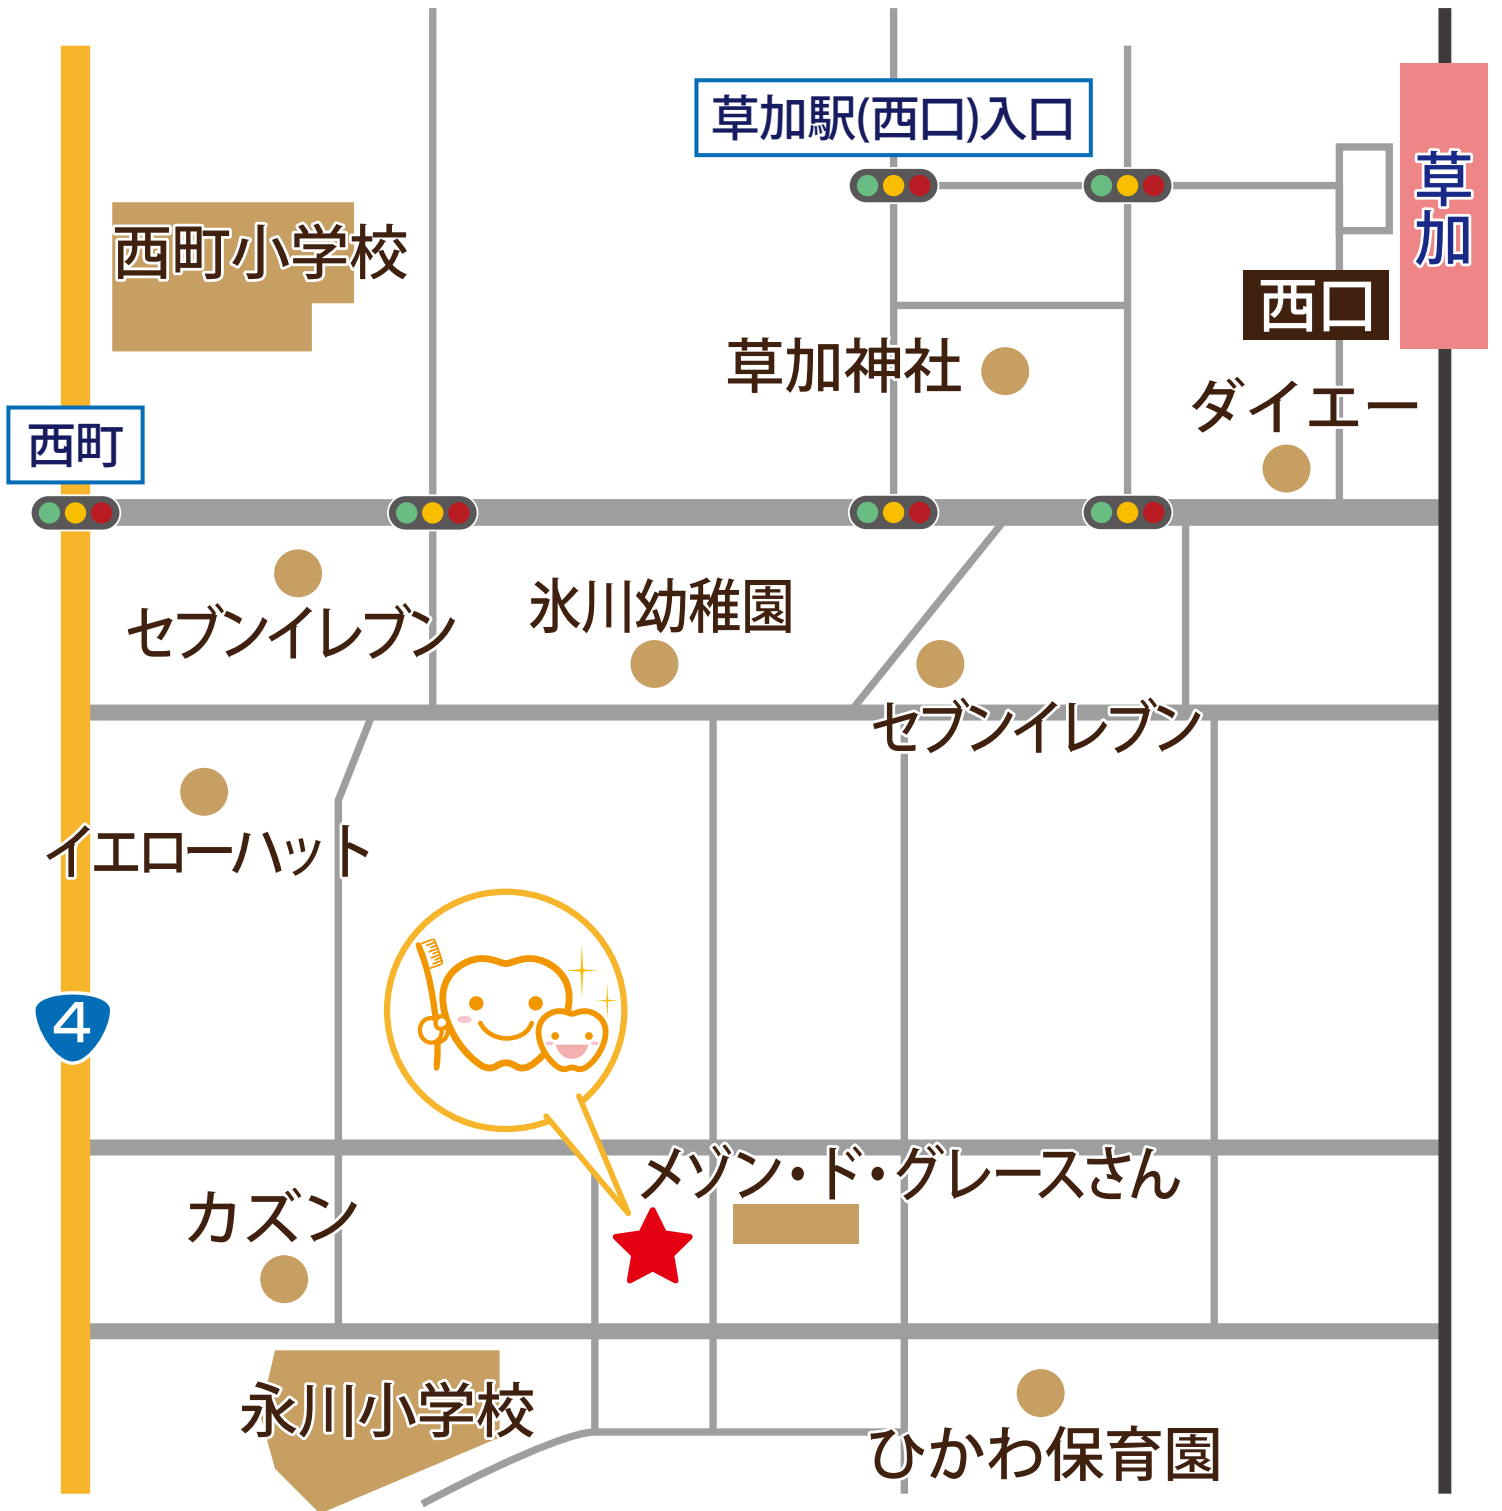 草加駅(西口)入口
草加
西町小学校
西口
草加神社
ダイエー
西町
セブンイレブン
氷川幼稚園
セブンイレブン
イエローハット
4
メゾン・ド・グレースさん
カズン
永川小学校
ひかわ保育園